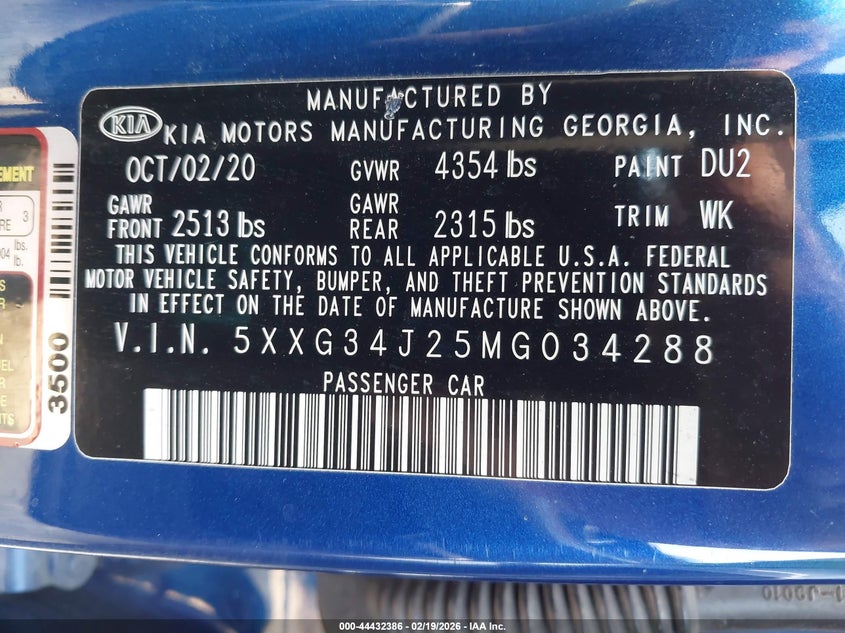 MANUFACTURED BY
KIA KIA MOTORS MANUFACTURING GEORGIA, INC.
OCT/02/20 GVWR 4354 lbs PAINT DU2
GAWR FRONT 2513 lbs GAWR REAR 2315 lbs TRIM WK
THIS VEHICLE CONFORMS TO ALL APPLICABLE U.S.A. FEDERAL
MOTOR VEHICLE SAFETY, BUMPER, AND THEFT PREVENTION STANDARDS
IN EFFECT ON THE DATE OF MANUFACTURE SHOWN ABOVE.
V.I.N. 5XXG34J25MG034288
PASSENGER CAR
3500
lbs.
lb.
000-44432386 - 02/19/2026 - IAA Inc.